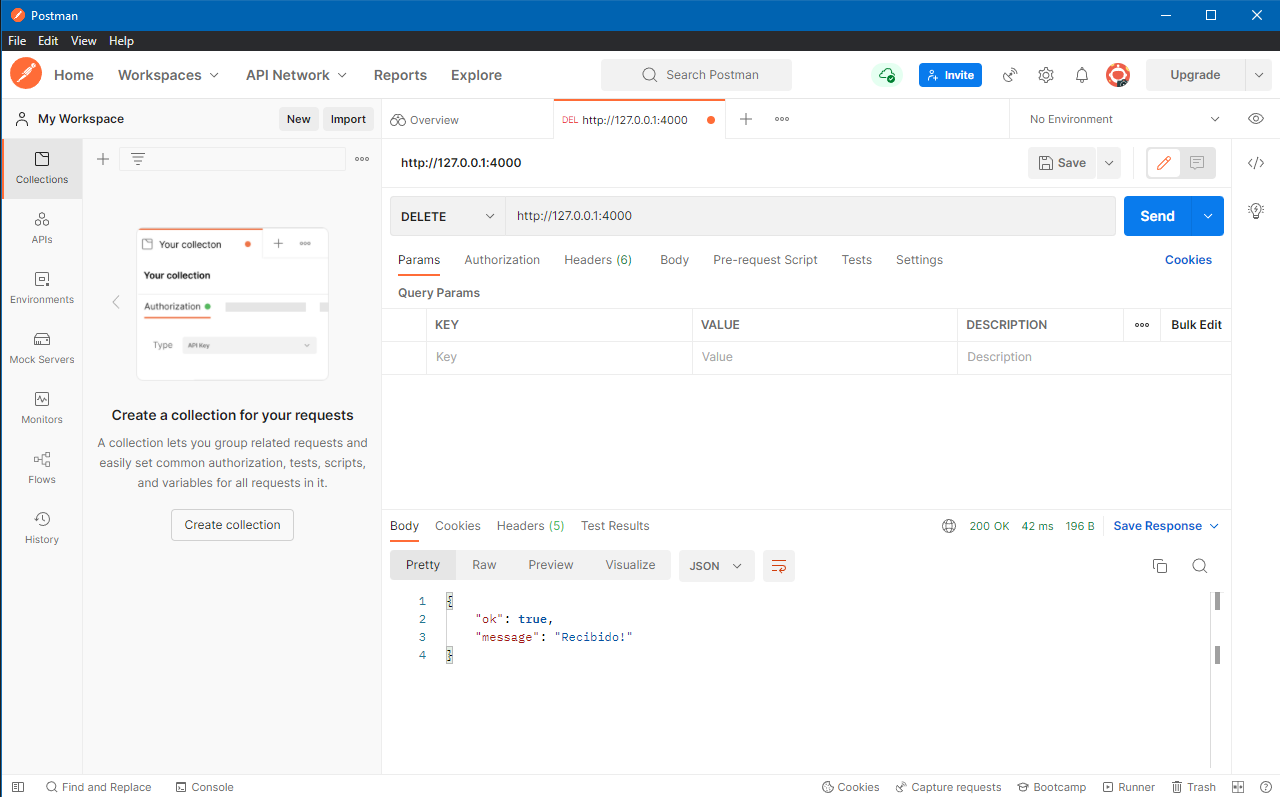 Postman
File Edit View Help
Home Workspaces API Network Reports Explore Search Postman Invite Upgrade
My Workspace New Import Overview DEL http://127.0.0.1:4000 No Environment
Collections
APIs
Environments
Mock Servers
Monitors
Flows
History
Your collecton
Your collection
Authorization
Type API Key
Create a collection for your requests
A collection lets you group related requests and
easily set common authorization, tests, scripts,
and variables for all requests in it.
Create collection
http://127.0.0.1:4000 Save
DELETE http://127.0.0.1:4000 Send
Params Authorization Headers (6) Body Pre-request Script Tests Settings Cookies
Query Params
KEY VALUE DESCRIPTION Bulk Edit
Key Value Description
Body Cookies Headers (5) Test Results 200 OK 42 ms 196 B Save Response
Pretty Raw Preview Visualize JSON
1 {
2 "ok": true,
3 "message": "Recibido!"
4 }
Find and Replace Console Cookies Capture requests Bootcamp Runner Trash